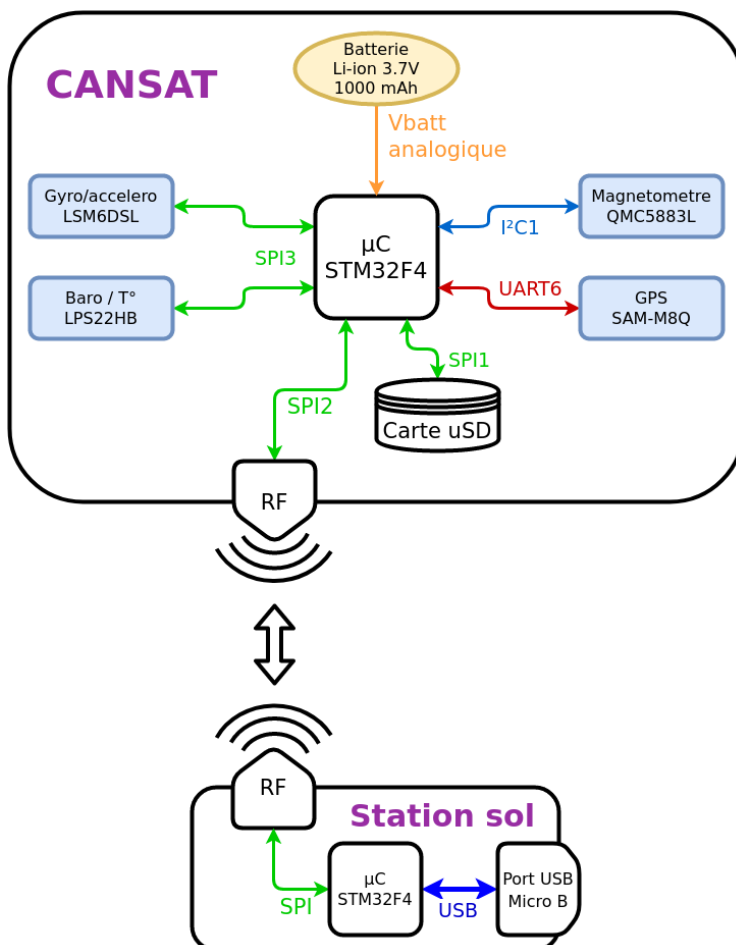 CANSAT
Batterie
Li-ion 3.7V
1000 mAh
Vbatt
analogique
Gyro/accelero
LSM6DSL
Magnetometre
QMC5883L
µC
STM32F4
I²C1
SPI3
Baro / T°
LPS22HB
UART6
GPS
SAM-M8Q
SPI1
SPI2
Carte uSD
RF
RF
Station sol
µC
STM32F4
Port USB
Micro B
SPI
USB